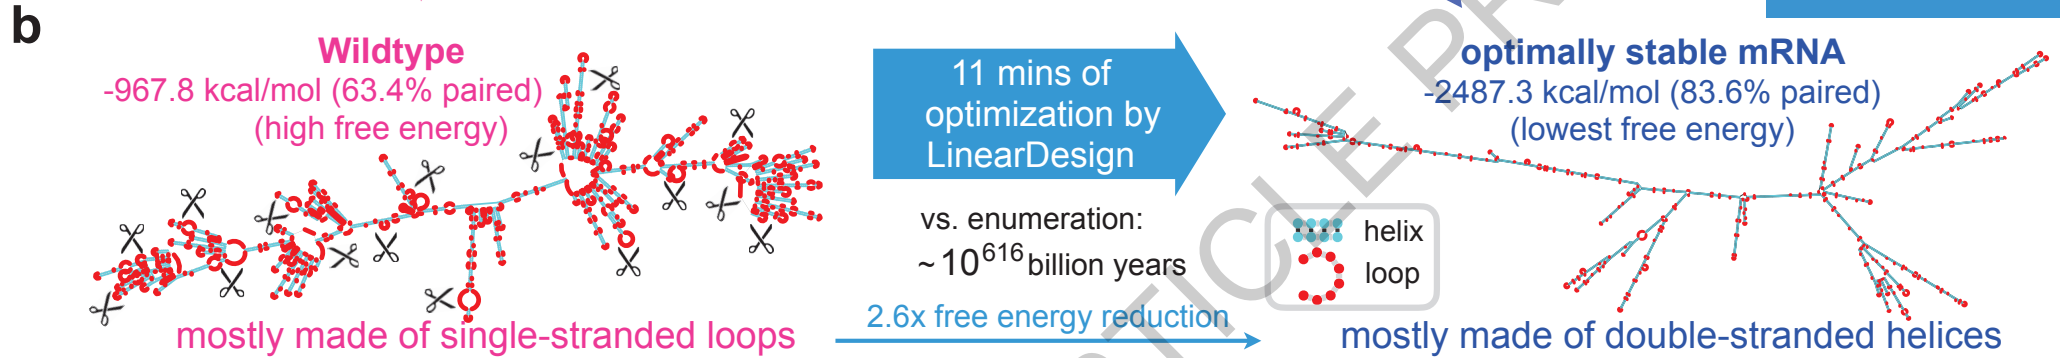 b
Wildtype
-967.8 kcal/mol (63.4% paired)
(high free energy)
mostly made of single-stranded loops
11 mins of
optimization by
LinearDesign
vs. enumeration:
~10^616 billion years
2.6x free energy reduction
optimally stable mRNA
-2487.3 kcal/mol (83.6% paired)
(lowest free energy)
helix
loop
mostly made of double-stranded helices
TICLE PR